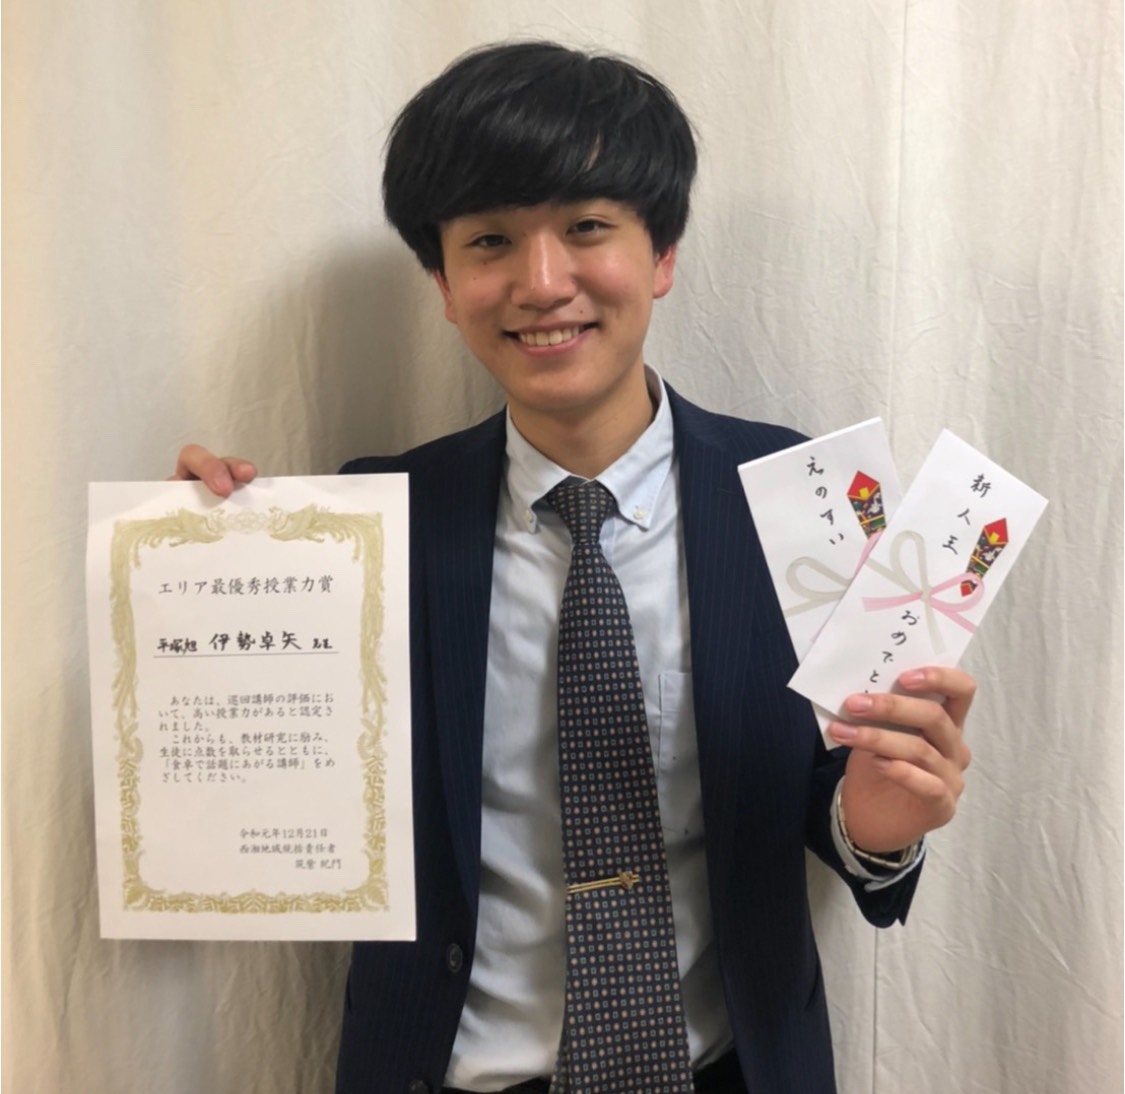 エリア最優秀授業力賞
平塚旭 伊勢卓矢
あなたは、巡回講師の評価にお
いて、高い授業力があると認定さ
れました。
これからも、教材研究に励み、
生徒に点数を取らせるとともに、
「食卓で話題にあがる講師」をめ
ざしてください。
令和元年12月21日
西湘地域統括責任者
筑紫 紀門
えのすい
新人王
おめでと